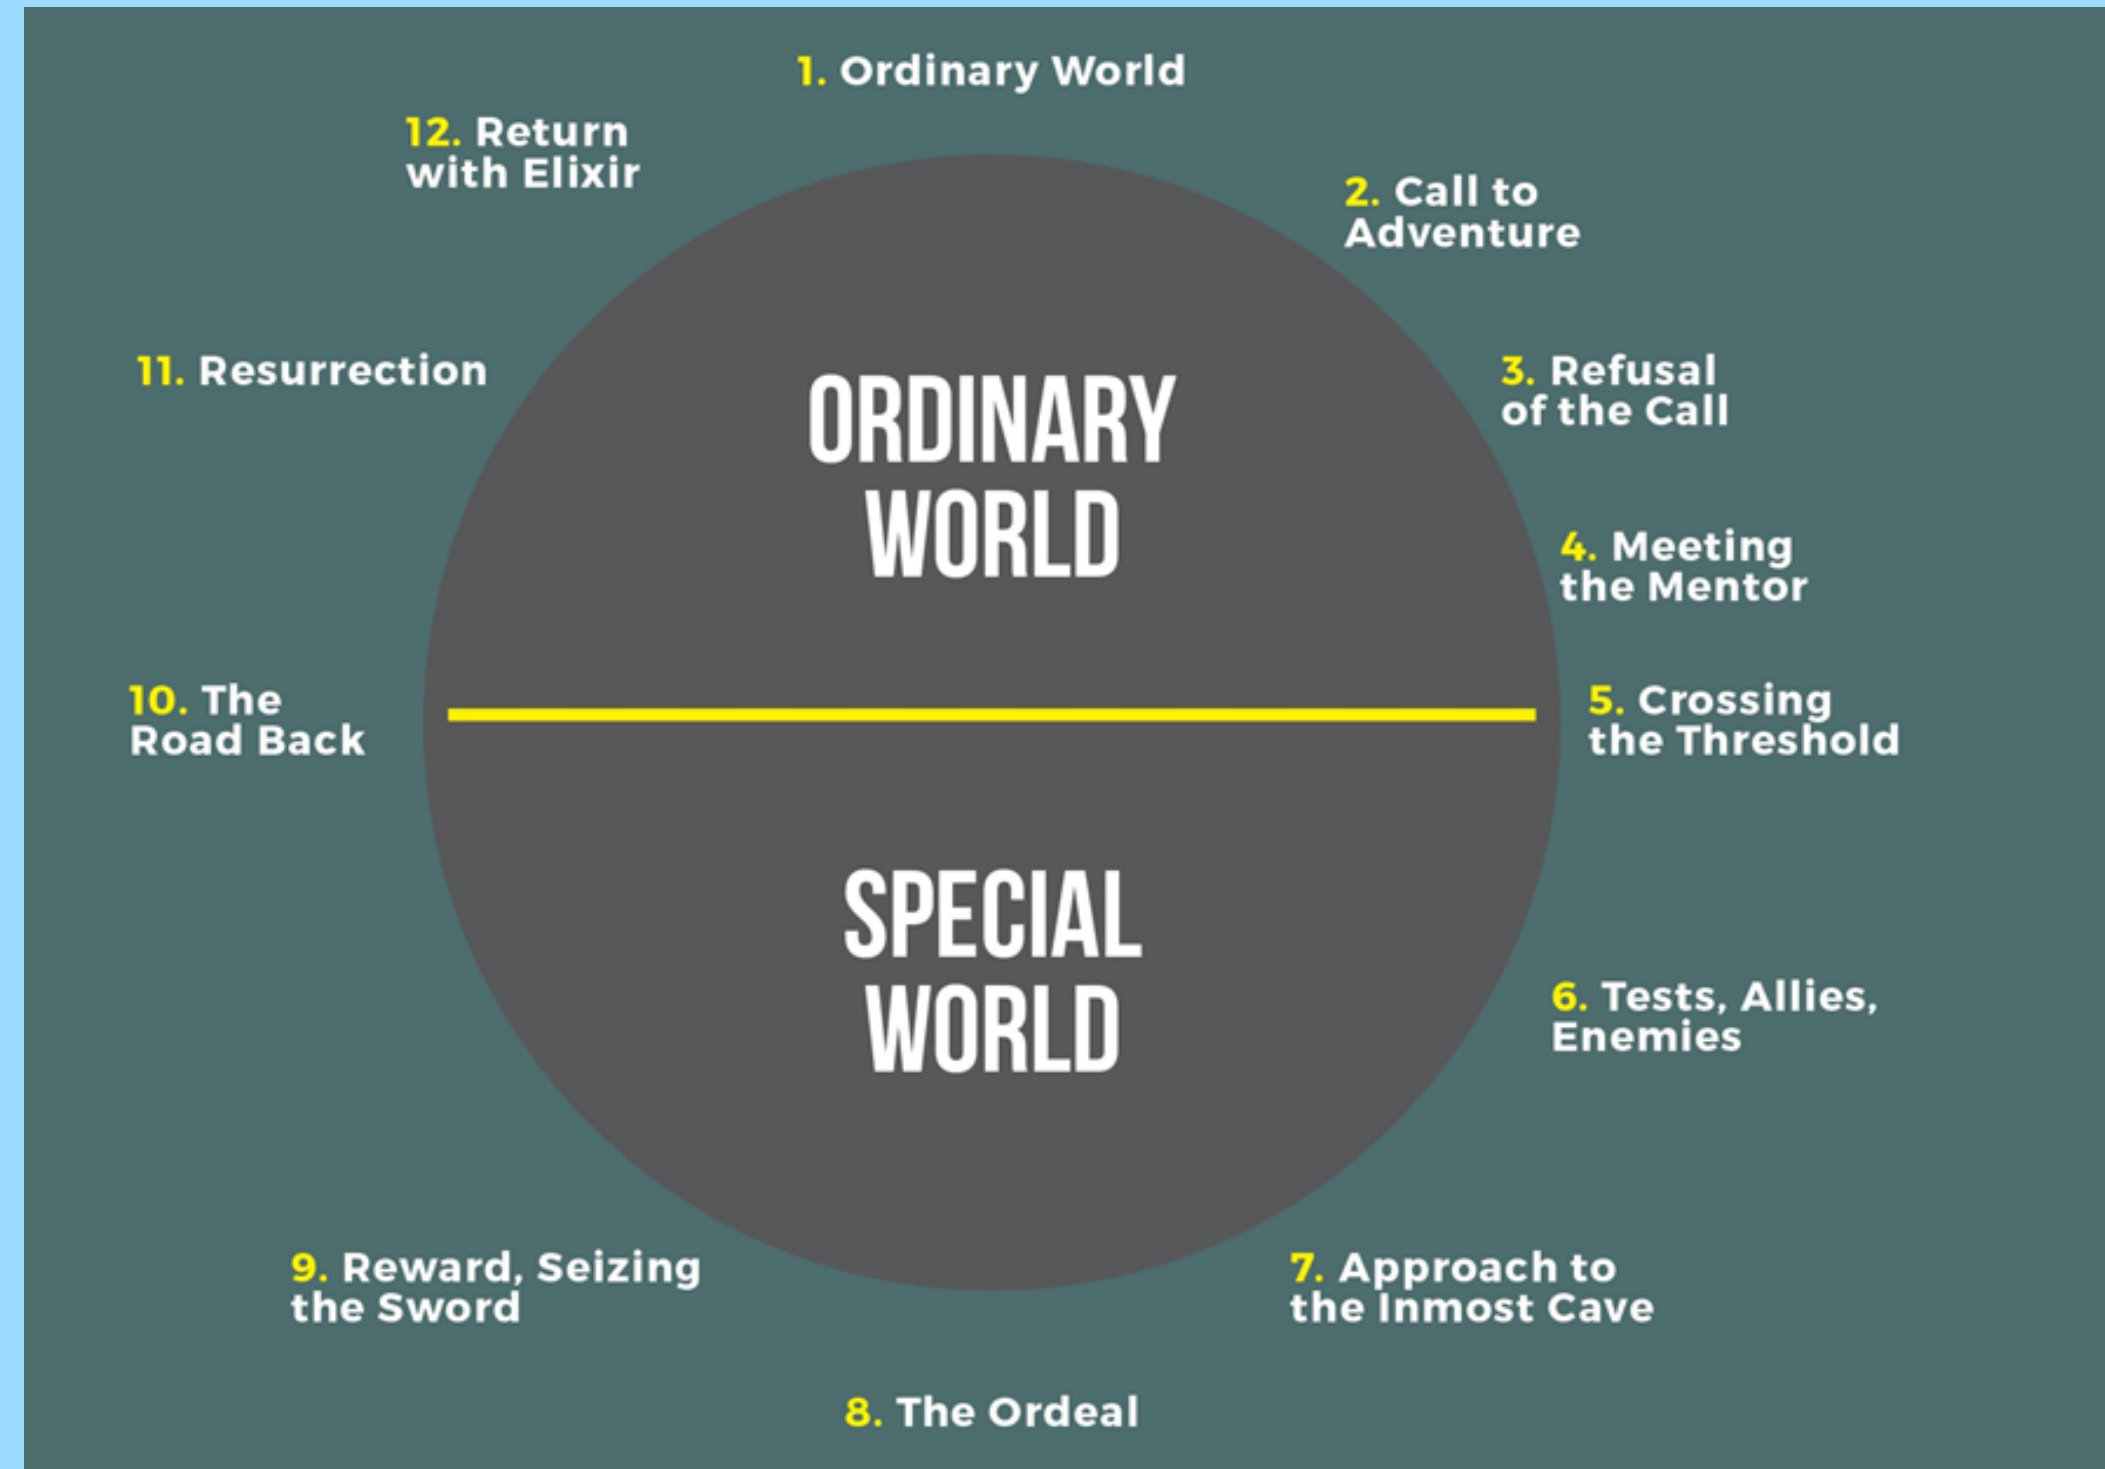 1. Ordinary World
2. Call to
Adventure
3. Refusal
of the Call
4. Meeting
the Mentor
5. Crossing
the Threshold
6. Tests, Allies,
Enemies
7. Approach to
the Inmost Cave
8. The Ordeal
9. Reward, Seizing
the Sword
10. The
Road Back
11. Resurrection
12. Return
with Elixir
ORDINARY
WORLD
SPECIAL
WORLD